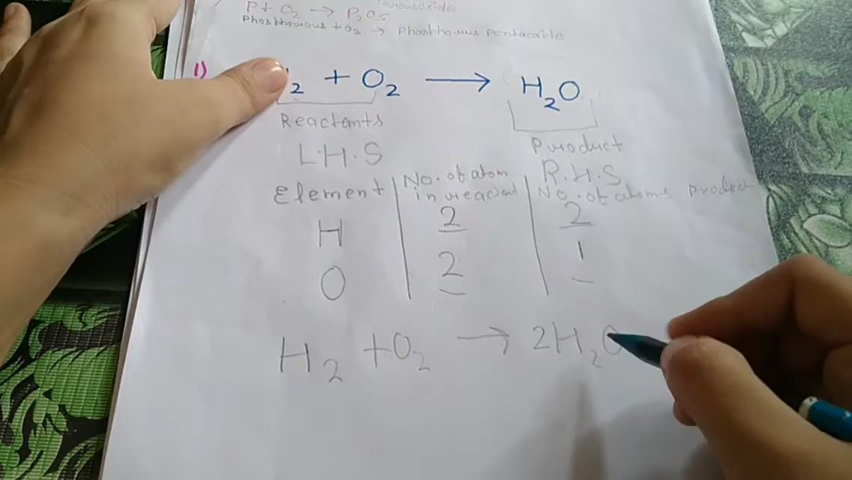 P + O₂ → P₂O₅
Phosphorous + O₂ → Phosphorous pentaoxide
1) ₂ + O₂ → H₂O
Reactants Product
L.H.S R.H.S
Element No. of atom in reactant No. of atoms product
H 2 2
O 2 1
H₂ + O₂ → 2H₂O